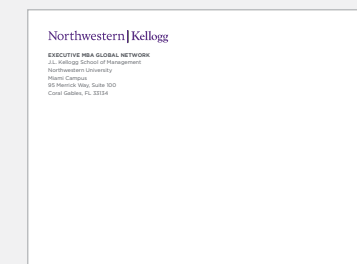 Northwestern | Kellogg
EXECUTIVE MBA GLOBAL NETWORK
J.L. Kellogg School of Management
Northwestern University
Miami Campus
95 Merrick Way, Suite 100
Coral Gables, FL 33134